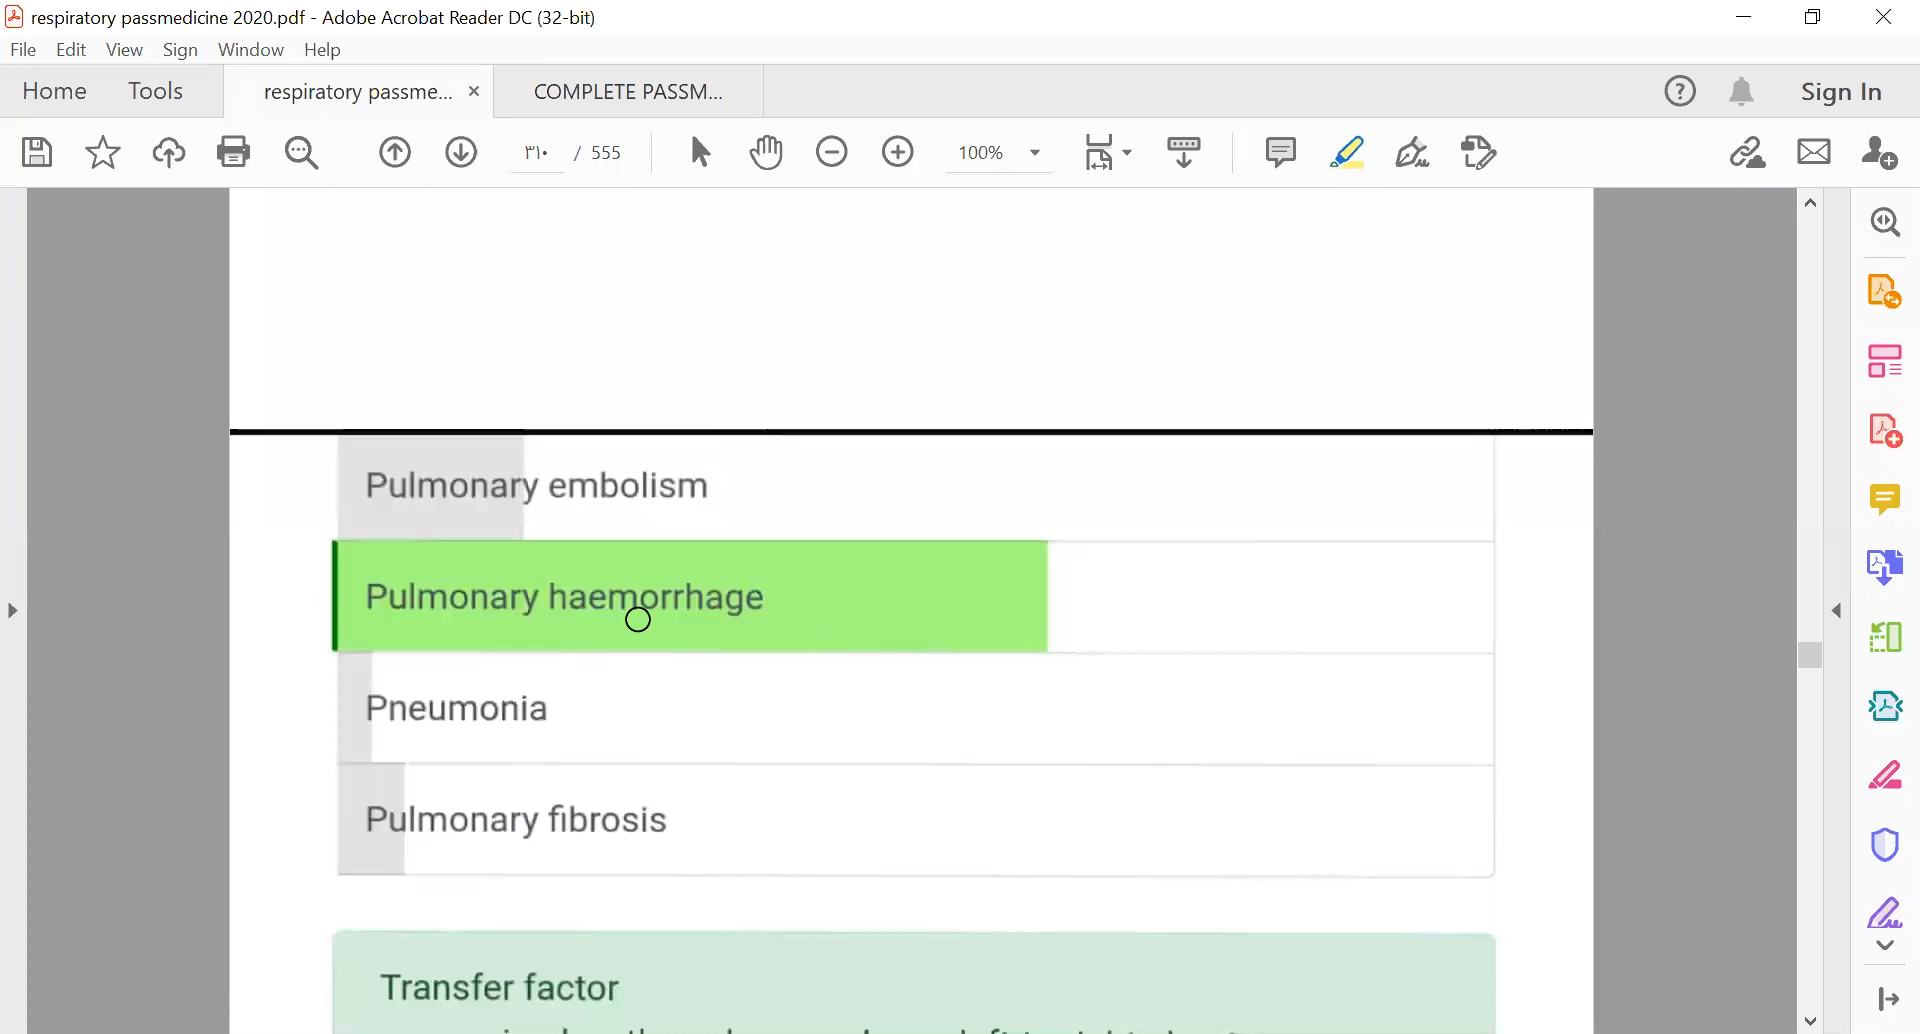 respiratory passmedicine 2020.pdf - Adobe Acrobat Reader DC (32-bit)
File Edit View Sign Window Help
Home Tools respiratory passme... × COMPLETE PASSM... Sign In
٣١٠ / 555 100%
Pulmonary embolism
Pulmonary haemorrhage
Pneumonia
Pulmonary fibrosis
Transfer factor